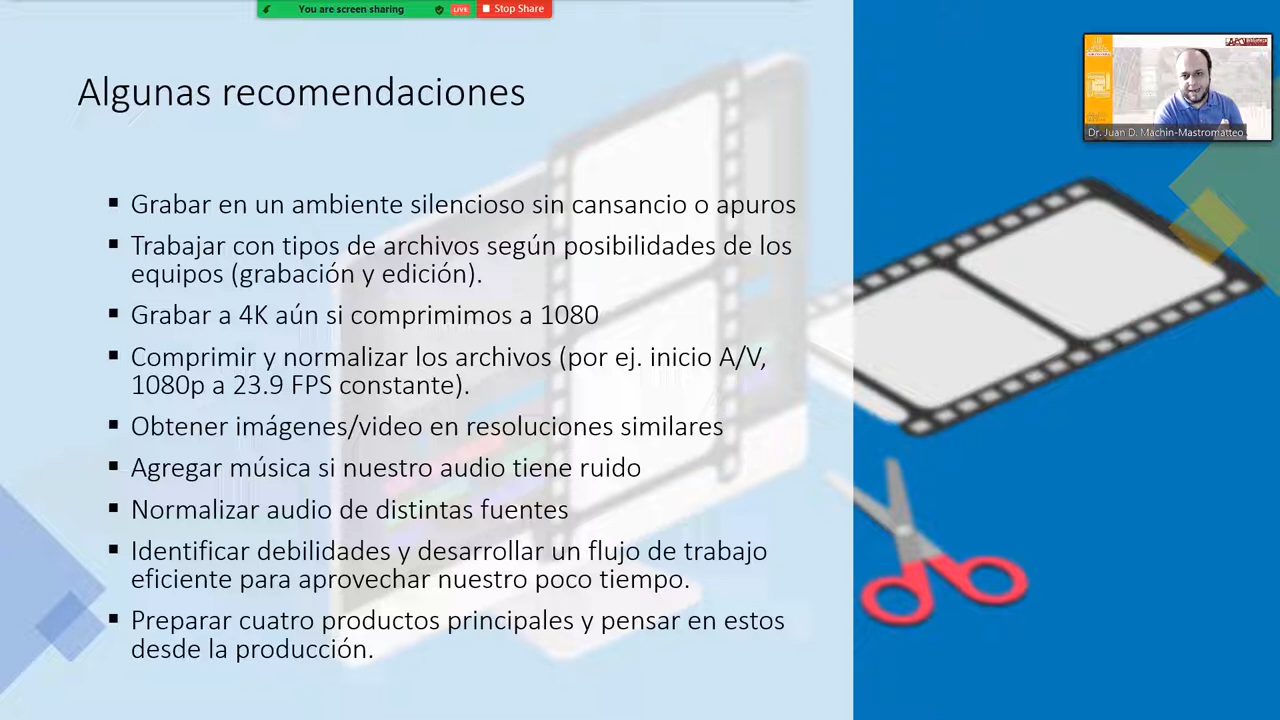 You are screen sharing
LIVE
Stop Share
Algunas recomendaciones
Dr. Juan D. Machin-Mastromatteo
▪ Grabar en un ambiente silencioso sin cansancio o apuros
▪ Trabajar con tipos de archivos según posibilidades de los
equipos (grabación y edición).
▪ Grabar a 4K aún si comprimimos a 1080
▪ Comprimir y normalizar los archivos (por ej. inicio A/V,
1080p a 23.9 FPS constante).
▪ Obtener imágenes/video en resoluciones similares
▪ Agregar música si nuestro audio tiene ruido
▪ Normalizar audio de distintas fuentes
▪ Identificar debilidades y desarrollar un flujo de trabajo
eficiente para aprovechar nuestro poco tiempo.
▪ Preparar cuatro productos principales y pensar en estos
desde la producción.